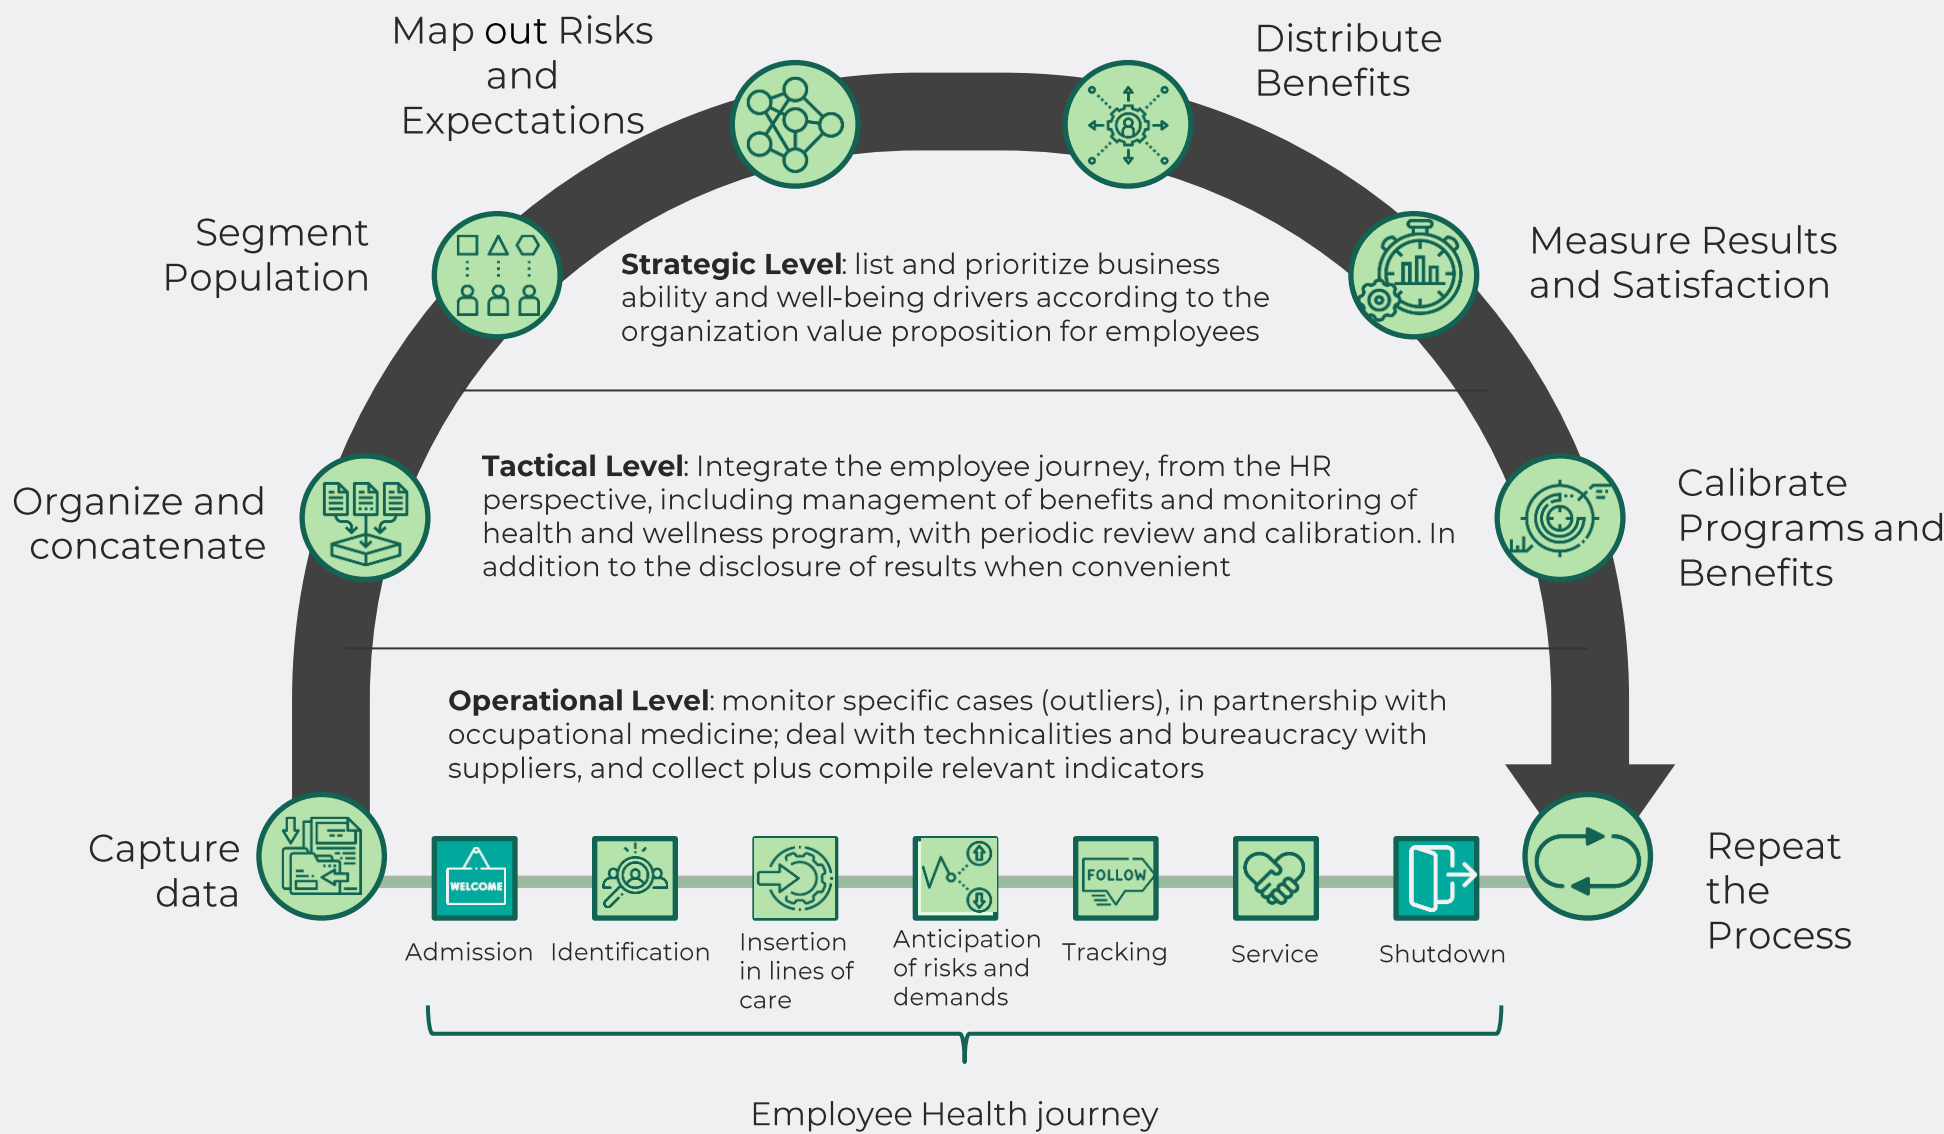 Map out Risks
and
Expectations
Distribute
Benefits
Segment
Population
Measure Results
and Satisfaction
Strategic Level: list and prioritize business
ability and well-being drivers according to the
organization value proposition for employees
Organize and
concatenate
Tactical Level: Integrate the employee journey, from the HR
perspective, including management of benefits and monitoring of
health and wellness program, with periodic review and calibration. In
addition to the disclosure of results when convenient
Calibrate
Programs and
Benefits
Operational Level: monitor specific cases (outliers), in partnership with
occupational medicine; deal with technicalities and bureaucracy with
suppliers, and collect plus compile relevant indicators
Capture
data
WELCOME
FOLLOW
Repeat
the
Process
Admission
Identification
Insertion
in lines of
care
Anticipation
of risks and
demands
Tracking
Service
Shutdown
Employee Health journey